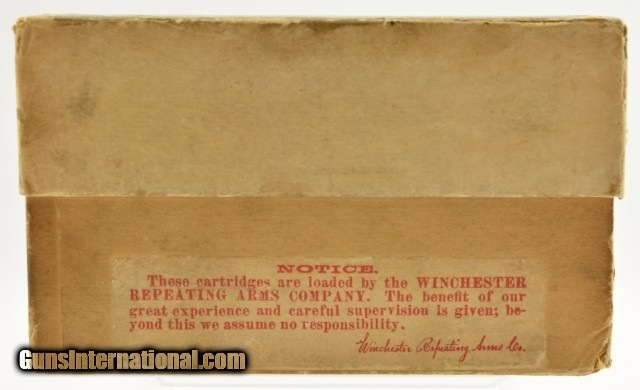 NOTICE.
These cartridges are loaded by the WINCHESTER
REPEATING ARMS COMPANY. The benefit of our
great experience and careful supervision is given; be-
yond this we assume no responsibility.
Winchester Repeating Arms Co.
GunsInternational.com